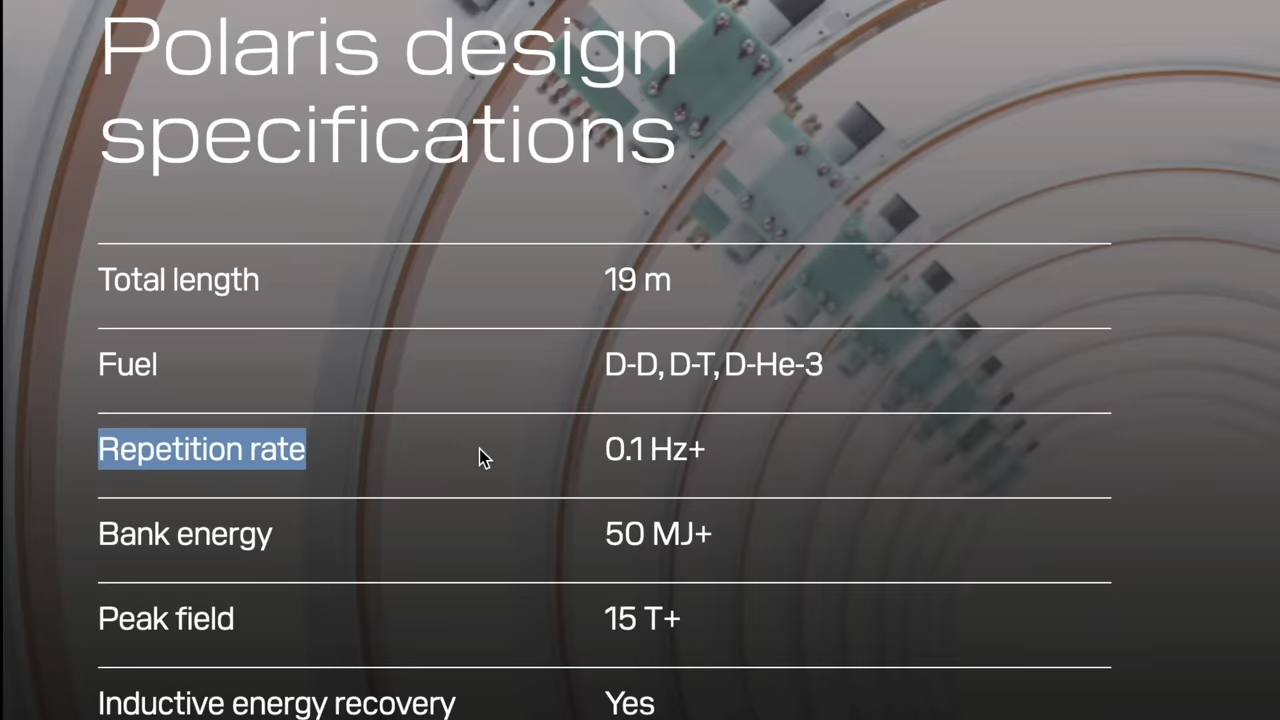 Polaris design
specifications
Total length 19 m
Fuel D-D, D-T, D-He-3
Repetition rate 0.1 Hz+
Bank energy 50 MJ+
Peak field 15 T+
Inductive energy recovery Yes